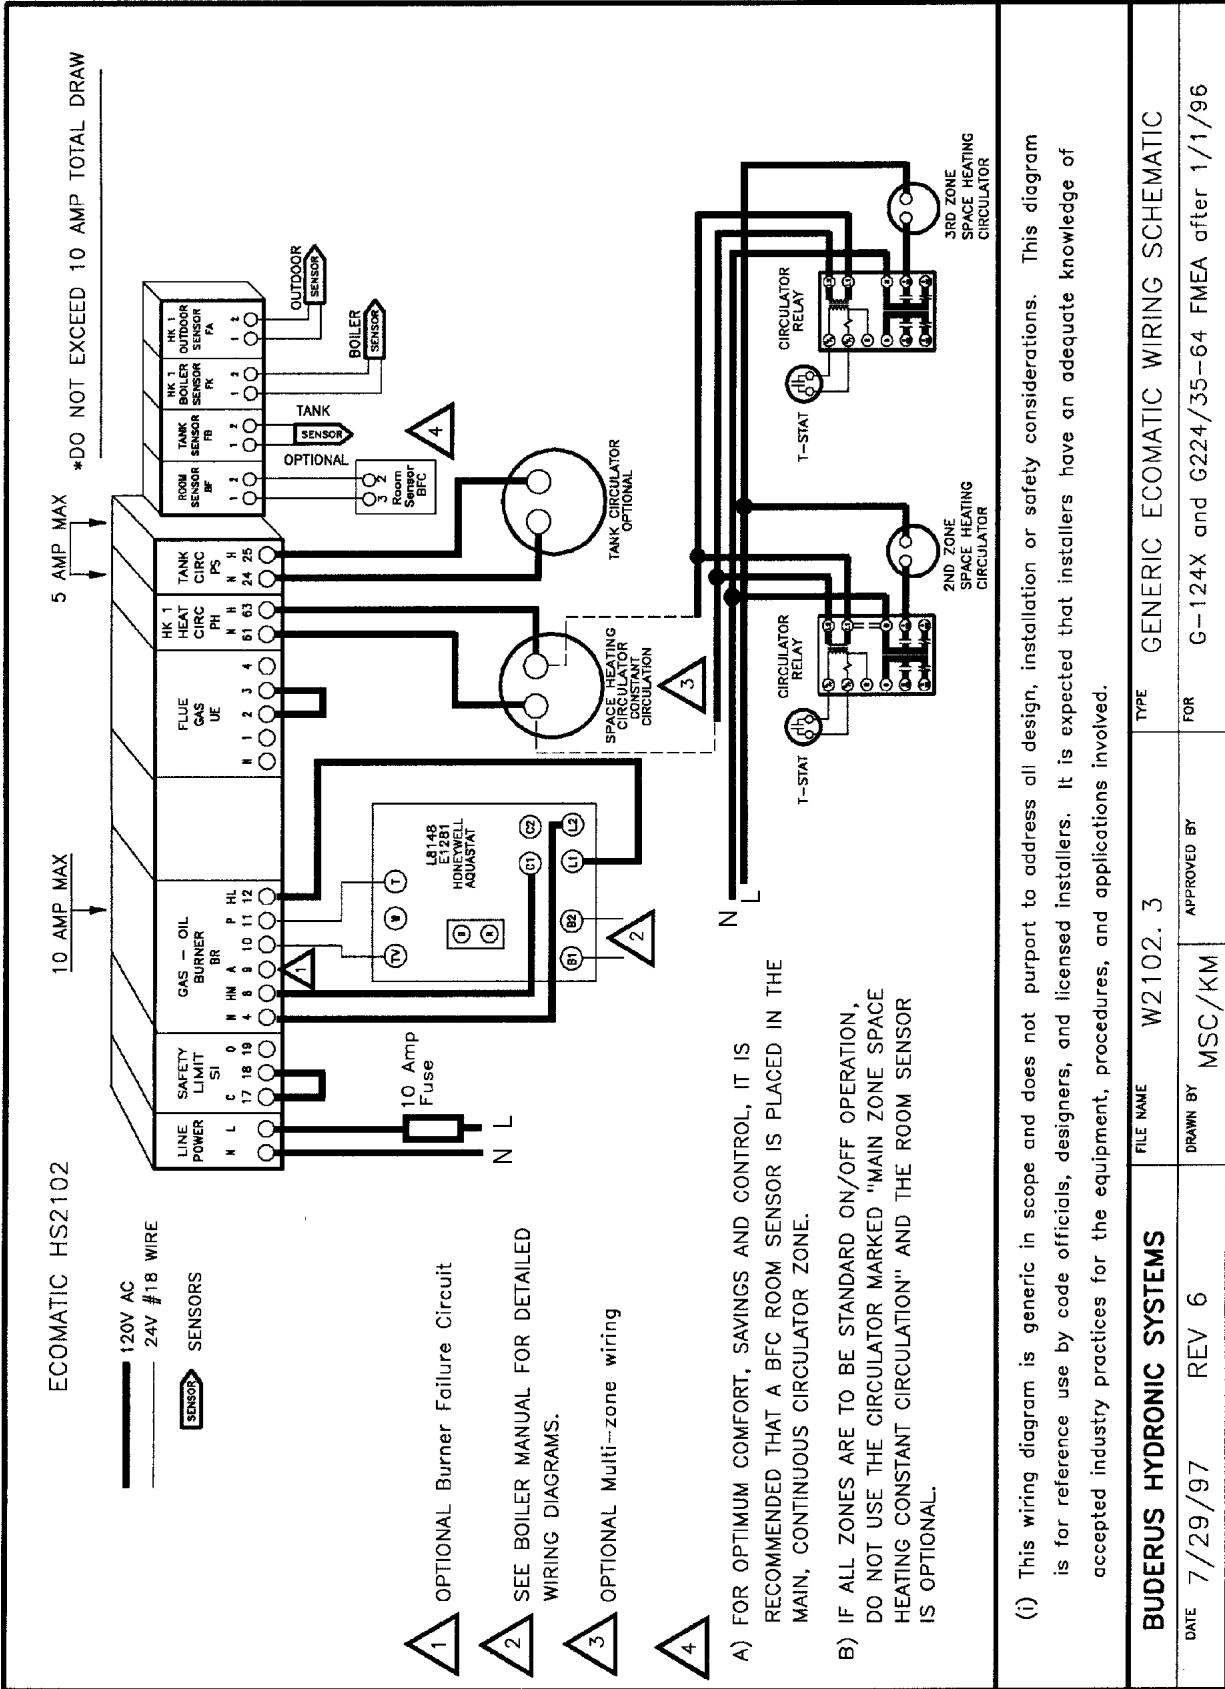 ECOMATIC HS2102
120V AC
24V #18 WIRE
SENSOR
SENSORS
10 AMP MAX
5 AMP MAX
*DO NOT EXCEED 10 AMP TOTAL DRAW
LINE
POWER
N L
SAFETY
LIMIT
SI
C O
17 18 19
GAS – OIL
BURNER
BR
N HM A P HL
4 8 9 10 11 12
FLUE
GAS
UE
N 1 2 3 4
HK 1
HEAT
CIRC
PH
N H
61 63
TANK
CIRC
PS
N H
24 25
ROOM
SENSOR
BF
1 2
TANK
SENSOR
FB
1 2
HK 1
BOILER
SENSOR
FK
1 2
HK 1
OUTDOOR
SENSOR
FA
1 2
OUTDOOR
SENSOR
BOILER
SENSOR
TANK
SENSOR
OPTIONAL
3 2
Room
Sensor
BFC
4
10 Amp
Fuse
N L
1
TV W T
B R
L8148
E1281
HONEYWELL
AQUASTAT
C1 C2
B1 B2 L1 L2
2
SPACE HEATING
CIRCULATOR
CONSTANT
CIRCULATION
3
TANK CIRCULATOR
OPTIONAL
N
L
T-STAT
CIRCULATOR
RELAY
2ND ZONE
SPACE HEATING
CIRCULATOR
T-STAT
CIRCULATOR
RELAY
3RD ZONE
SPACE HEATING
CIRCULATOR
1 OPTIONAL Burner Failure Circuit
2 SEE BOILER MANUAL FOR DETAILED
WIRING DIAGRAMS.
3 OPTIONAL Multi-zone wiring
4
A) FOR OPTIMUM COMFORT, SAVINGS AND CONTROL, IT IS
RECOMMENDED THAT A BFC ROOM SENSOR IS PLACED IN THE
MAIN, CONTINUOUS CIRCULATOR ZONE.
B) IF ALL ZONES ARE TO BE STANDARD ON/OFF OPERATION,
DO NOT USE THE CIRCULATOR MARKED "MAIN ZONE SPACE
HEATING CONSTANT CIRCULATION" AND THE ROOM SENSOR
IS OPTIONAL.
(i) This wiring diagram is generic in scope and does not purport to address all design, installation or safety considerations. This diagram
is for reference use by code officials, designers, and licensed installers. It is expected that installers have an adequate knowledge of
accepted industry practices for the equipment, procedures, and applications involved.
BUDERUS HYDRONIC SYSTEMS
FILE NAME W2102. 3
TYPE GENERIC ECOMATIC WIRING SCHEMATIC
DATE 7/29/97 REV 6
DRAWN BY MSC/KM
APPROVED BY
FOR G-124X and G224/35-64 FMEA after 1/1/96